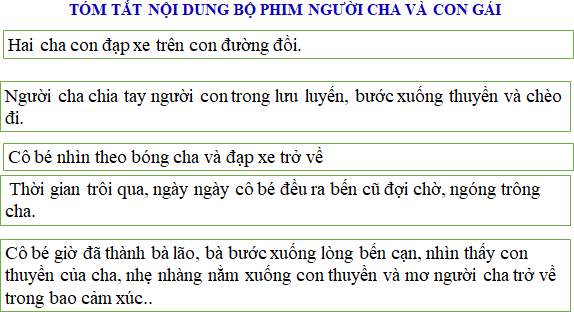 TÓM TẮT NỘI DUNG BỘ PHIM NGƯỜI CHA VÀ CON GÁI
Hai cha con đạp xe trên con đường đồi.
Người cha chia tay người con trong lưu luyến, bước xuống thuyền và chèo
đi.
Cô bé nhìn theo bóng cha và đạp xe trở về
Thời gian trôi qua, ngày ngày cô bé đều ra bến cũ đợi chờ, ngóng trông
cha.
Cô bé giờ đã thành bà lão, bà bước xuống lòng bến cạn, nhìn thấy con
thuyền của cha, nhẹ nhàng nằm xuống con thuyền và mơ người cha trở về
trong bao cảm xúc..